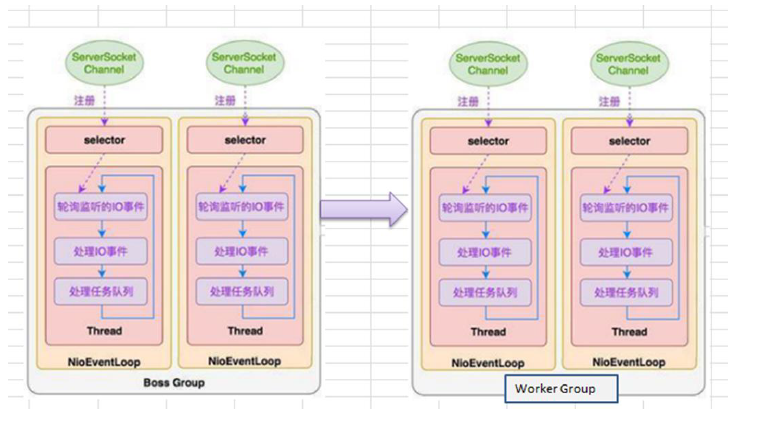 ServerSocket
Channel
ServerSocket
Channel
注册
注册
selector
selector
轮询监听的IO事件
轮询监听的IO事件
处理IO事件
处理IO事件
处理任务队列
处理任务队列
Thread
Thread
NioEventLoop
NioEventLoop
Boss Group
ServerSocket
Channel
ServerSocket
Channel
注册
注册
selector
selector
轮询监听的IO事件
轮询监听的IO事件
处理IO事件
处理IO事件
处理任务队列
处理任务队列
Thread
Thread
NioEventLoop
NioEventLoop
Worker Group